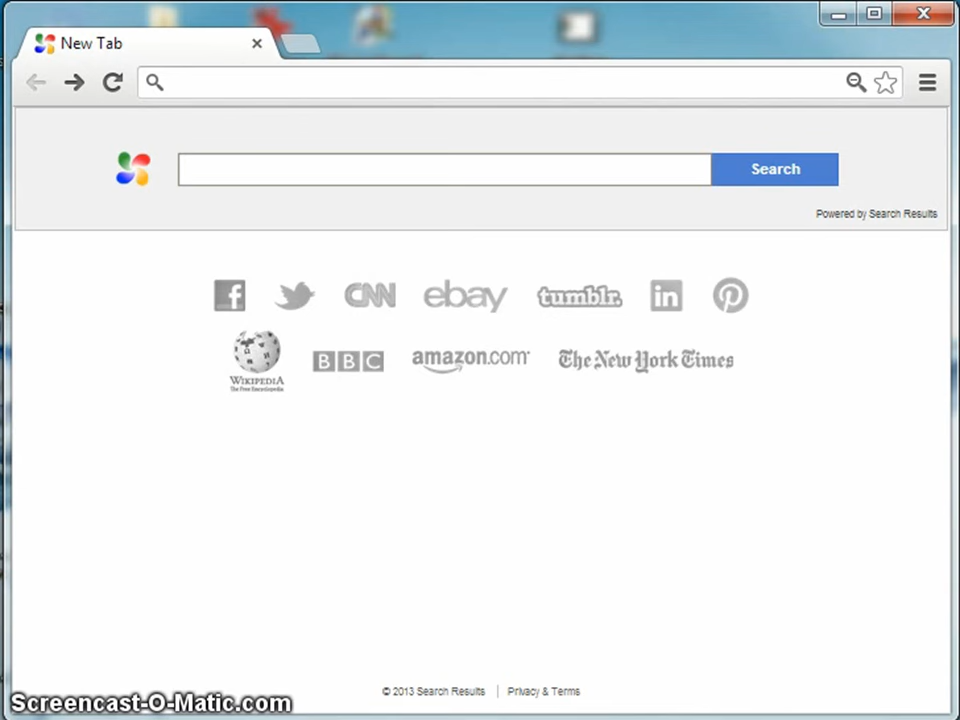 New Tab
Search
Powered by Search Results
f CNN ebay tumblr. in
WIKIPEDIA
The Free Encyclopedia
BBC amazon.com The New York Times
© 2013 Search Results Privacy & Terms
Screencast-O-Matic.com